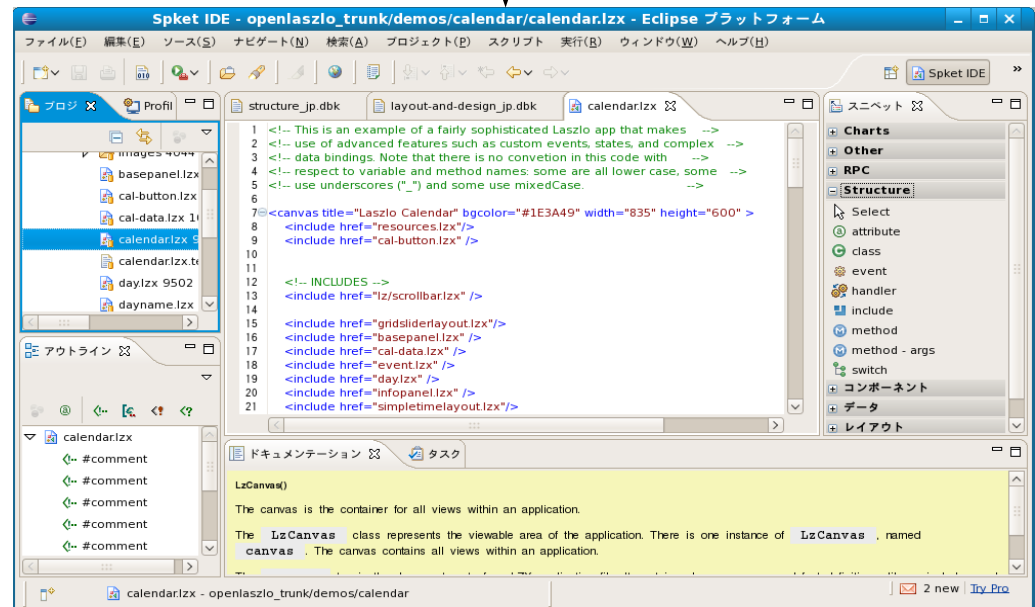 Spket IDE - openlaszlo_trunk/demos/calendar/calendar.lzx - Eclipse プラットフォーム
ファイル(F) 編集(E) ソース(S) ナビゲート(N) 検索(A) プロジェクト(P) スクリプト 実行(R) ウィンドウ(W) ヘルプ(H)
Spket IDE
プロジ Profil
images 4044
basepanel.lzx
cal-button.lzx
cal-data.lzx
calendar.lzx 9
calendar.lzx.te
day.lzx 9502
dayname.lzx
structure_jp.dbk layout-and-design_jp.dbk calendar.lzx
1 <!-- This is an example of a fairly sophisticated Laszlo app that makes -->
2 <!-- use of advanced features such as custom events, states, and complex -->
3 <!-- data bindings. Note that there is no convetion in this code with -->
4 <!-- respect to variable and method names: some are all lower case, some -->
5 <!-- use underscores ("_") and some use mixedCase. -->
6
7 <canvas title="Laszlo Calendar" bgcolor="#1E3A49" width="835" height="600" >
8 <include href="resources.lzx"/>
9 <include href="cal-button.lzx" />
10
11
12 <!-- INCLUDES -->
13 <include href="lz/scrollbar.lzx" />
14
15 <include href="gridsliderlayout.lzx"/>
16 <include href="basepanel.lzx" />
17 <include href="cal-data.lzx" />
18 <include href="event.lzx" />
19 <include href="day.lzx" />
20 <include href="infopanel.lzx" />
21 <include href="simpletimelayout.lzx"/>
スニペット
Charts
Other
RPC
Structure
Select
attribute
class
event
handler
include
method
method - args
switch
コンポーネント
データ
レイアウト
アウトライン
calendar.lzx
#comment
#comment
#comment
#comment
#comment
ドキュメンテーション タスク
LzCanvas()
The canvas is the container for all views within an application.
The LzCanvas class represents the viewable area of the application. There is one instance of LzCanvas , named
canvas . The canvas contains all views within an application.
calendar.lzx - openlaszlo_trunk/demos/calendar
2 new Try Pro